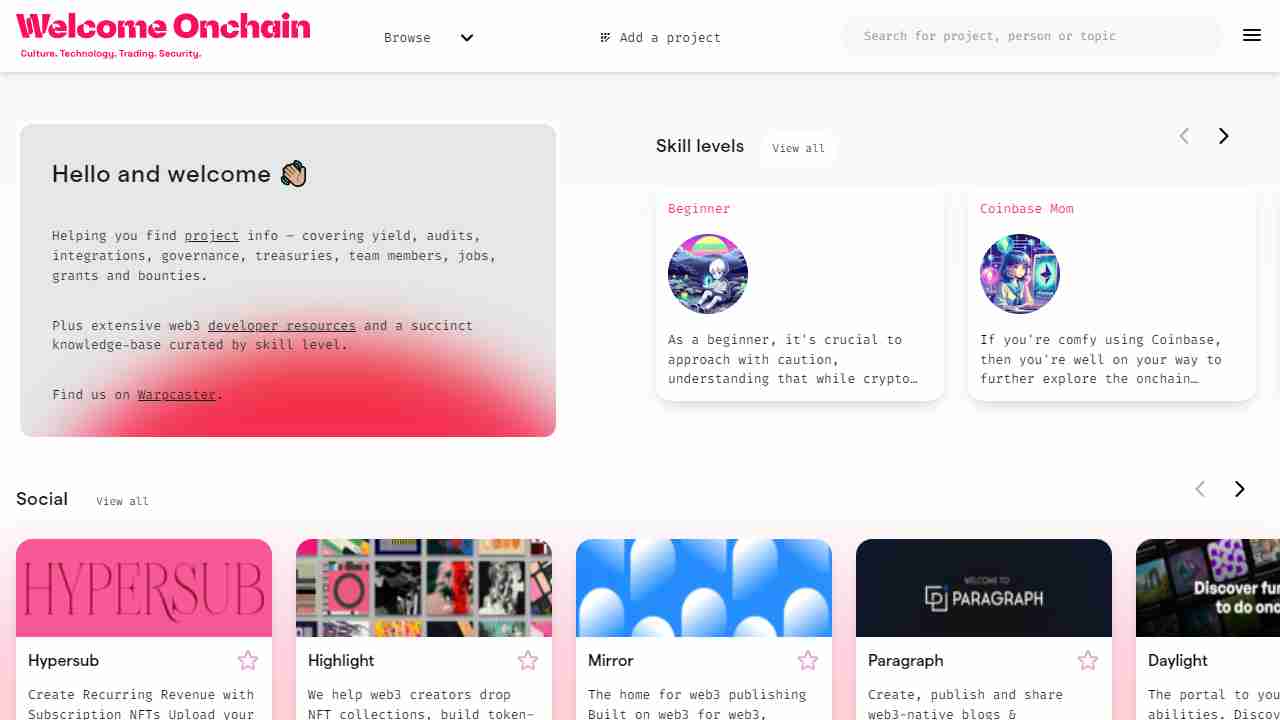 Welcome Onchain
Culture. Technology. Trading. Security.
Browse
Add a project
Search for project, person or topic
Hello and welcome
Helping you find project info — covering yield, audits,
integrations, governance, treasuries, team members, jobs,
grants and bounties.
Plus extensive web3 developer resources and a succinct
knowledge-base curated by skill level.
Find us on Warpcaster.
Skill levels
View all
Beginner
As a beginner, it's crucial to
approach with caution,
understanding that while crypto…
Coinbase Mom
If you're comfy using Coinbase,
then you're well on your way to
further explore the onchain…
Social
View all
HYPERSUB
Hypersub
Create Recurring Revenue with
Subscription NFTs Upload your
Highlight
We help web3 creators drop
NFT collections, build token-
Mirror
The home for web3 publishing
Built on web3 for web3,
WELCOME TO
PARAGRAPH
Paragraph
Create, publish and share
web3-native blogs &
Discover fun
to do onc
Daylight
The portal to you
abilities. Discov